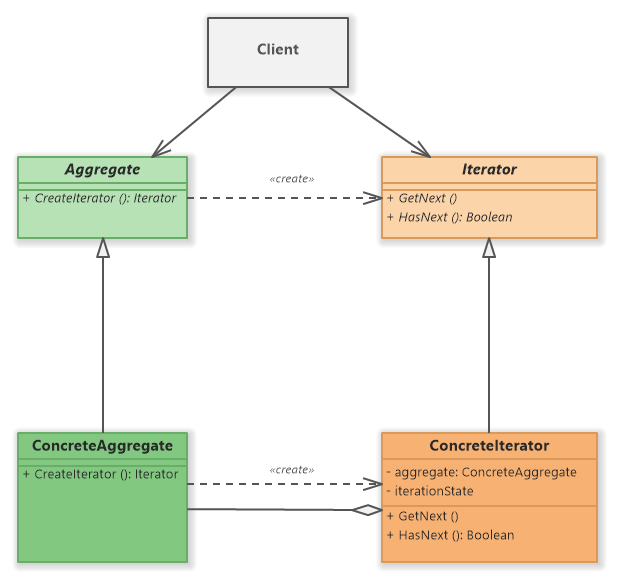 Client
Aggregate
+ CreateIterator (): Iterator
«create»
Iterator
+ GetNext ()
+ HasNext (): Boolean
ConcreteAggregate
+ CreateIterator (): Iterator
«create»
ConcreteIterator
- aggregate: ConcreteAggregate
- iterationState
+ GetNext ()
+ HasNext (): Boolean